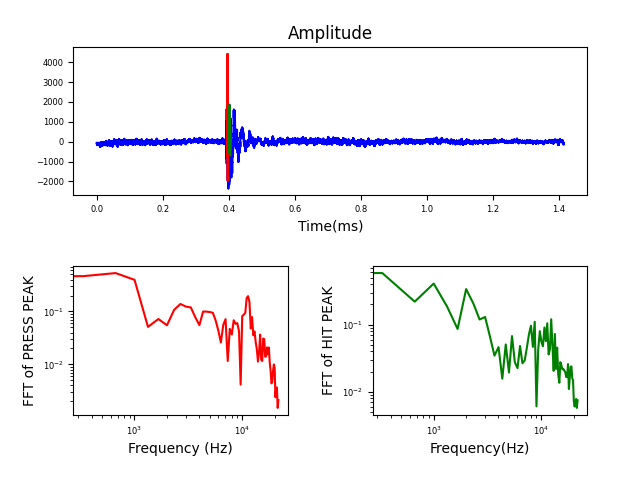 Amplitude
4000
3000
2000
1000
0
−1000
−2000
0.0 0.2 0.4 0.6 0.8 1.0 1.2 1.4
Time(ms)
FFT of PRESS PEAK
10⁻¹
10⁻²
10³ 10⁴
Frequency (Hz)
FFT of HIT PEAK
10⁻¹
10⁻²
10³ 10⁴
Frequency(Hz)